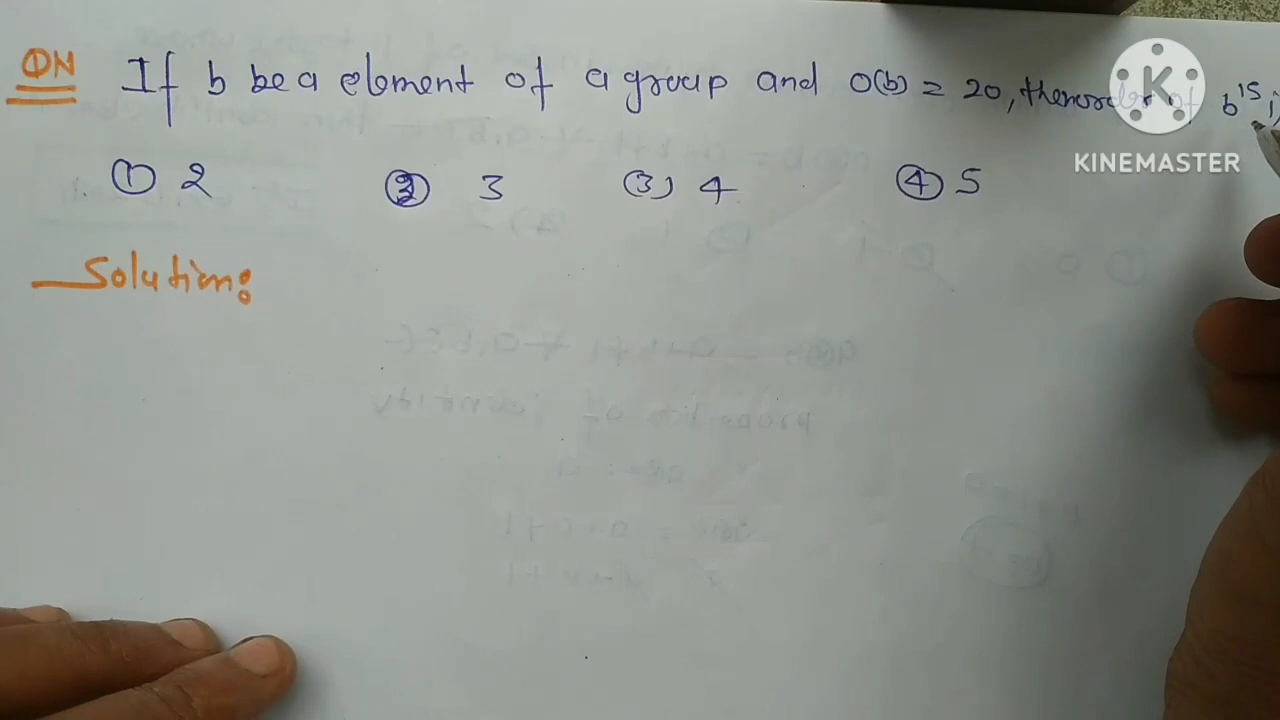 QN If b be a element of a group and O(b) = 20, then order of b¹⁵ i
① 2 ② 3 ③ 4 ④ 5
Solution:
KINEMASTER